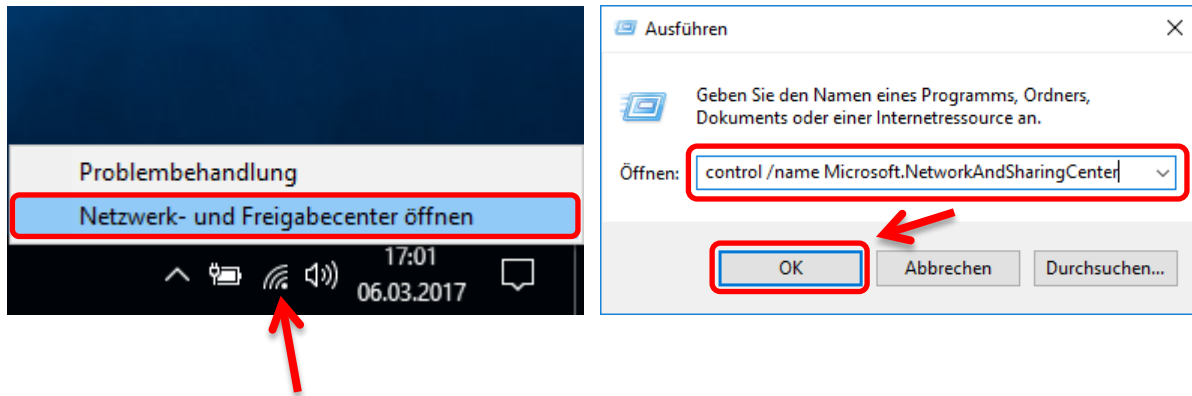 Problembehandlung
Netzwerk- und Freigabecenter öffnen
17:01
06.03.2017
Ausführen
Geben Sie den Namen eines Programms, Ordners,
Dokuments oder einer Internetressource an.
Öffnen: control /name Microsoft.NetworkAndSharingCenter
OK Abbrechen Durchsuchen...